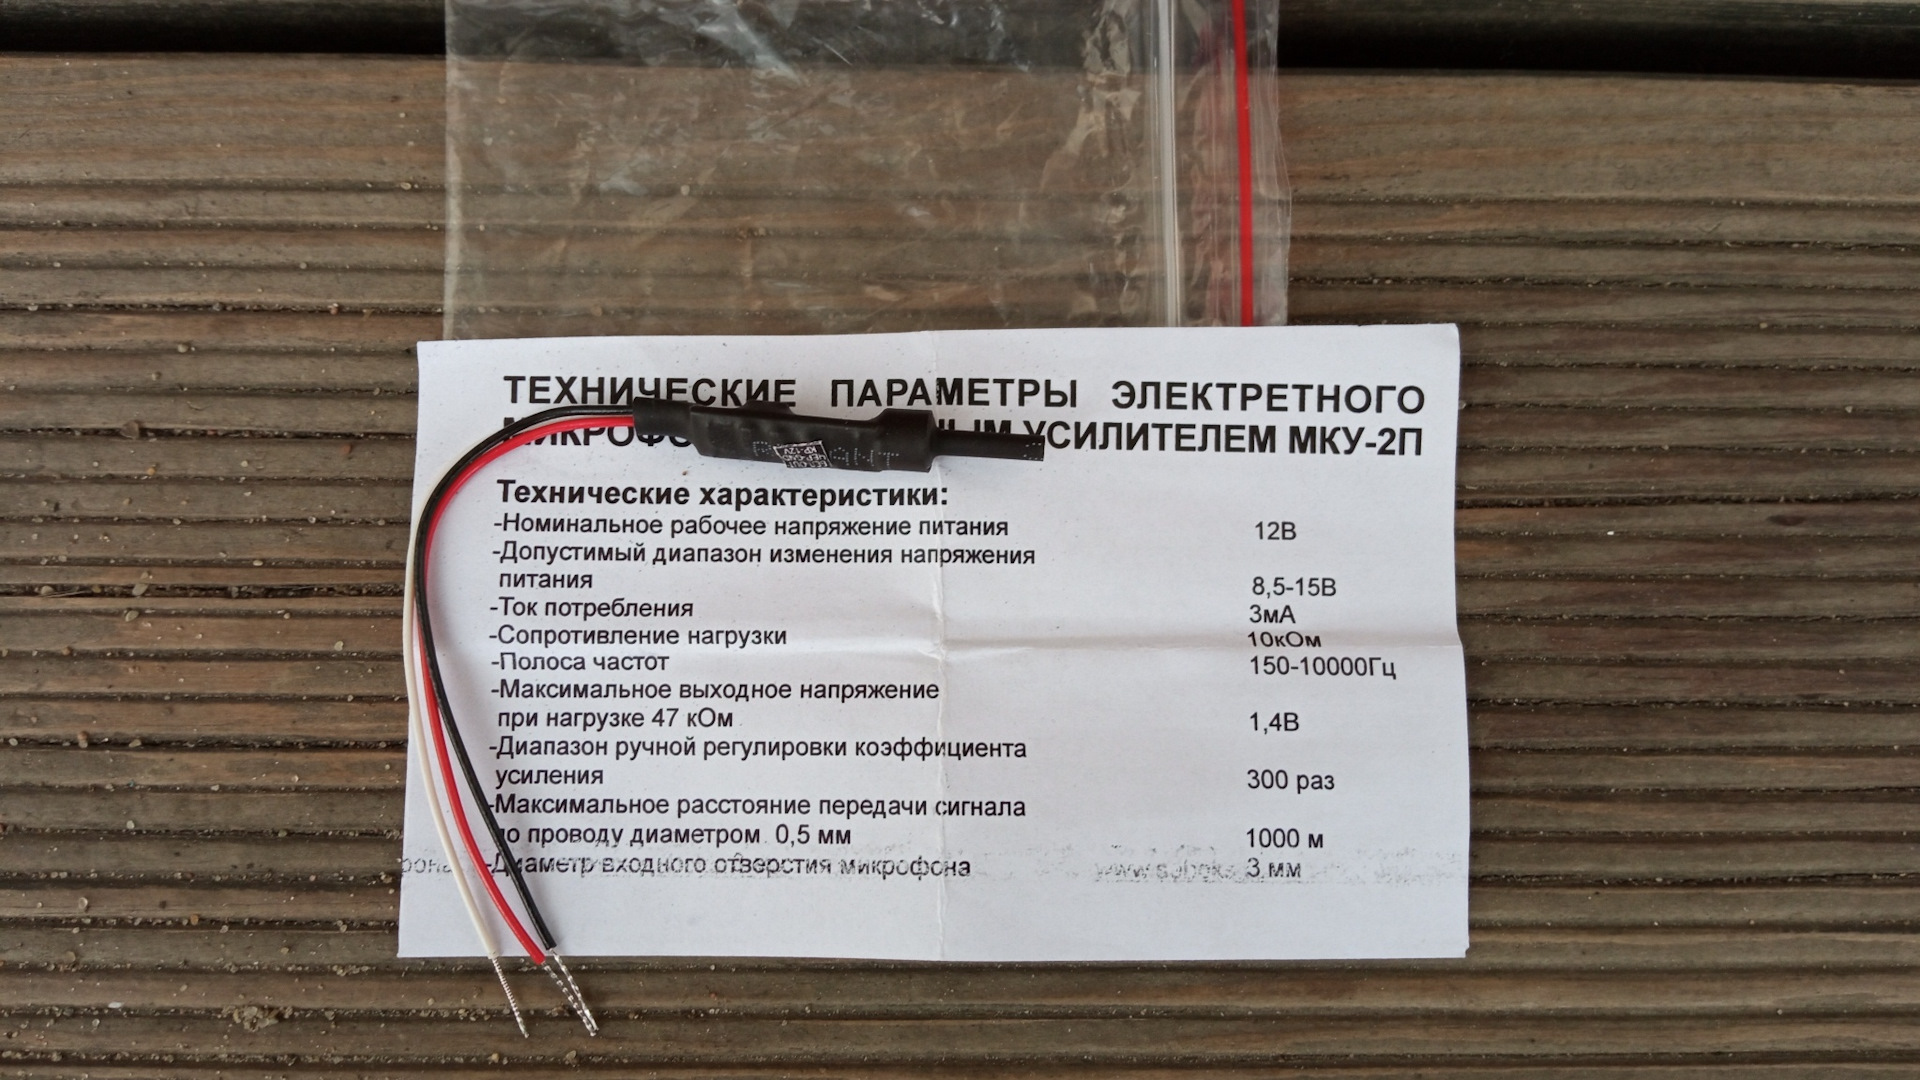 ТЕХНИЧЕСКИЕ ПАРАМЕТРЫ ЭЛЕКТРЕТНОГО
УСИЛИТЕЛЕМ МКУ-2П
Технические характеристики:
-Номинальное рабочее напряжение питания 12В
-Допустимый диапазон изменения напряжения
питания 8,5-15В
-Ток потребления 3мА
-Сопротивление нагрузки 10кОм
-Полоса частот 150-10000Гц
-Максимальное выходное напряжение
при нагрузке 47 кОм 1,4В
-Диапазон ручной регулировки коэффициента
усиления 300 раз
-Максимальное расстояние передачи сигнала
по проводу диаметром 0,5 мм 1000 м
-Диаметр входного отверстия микрофона 3 мм